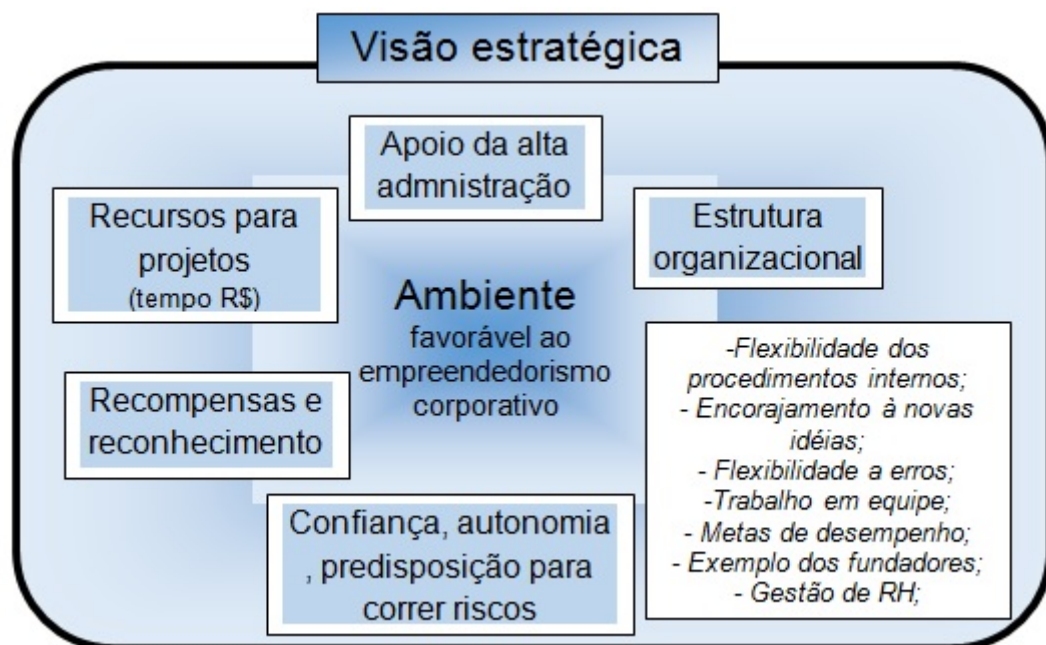 Visão estratégica
Apoio da alta
admnistração
Recursos para
projetos
(tempo R$)
Estrutura
organizacional
Ambiente
favorável ao
empreendedorismo
corporativo
-Flexibilidade dos
procedimentos internos;
- Encorajamento à novas
idéias;
- Flexibilidade a erros;
-Trabalho em equipe;
- Metas de desempenho;
- Exemplo dos fundadores;
- Gestão de RH;
Recompensas e
reconhecimento
Confiança, autonomia
, predisposição para
correr riscos